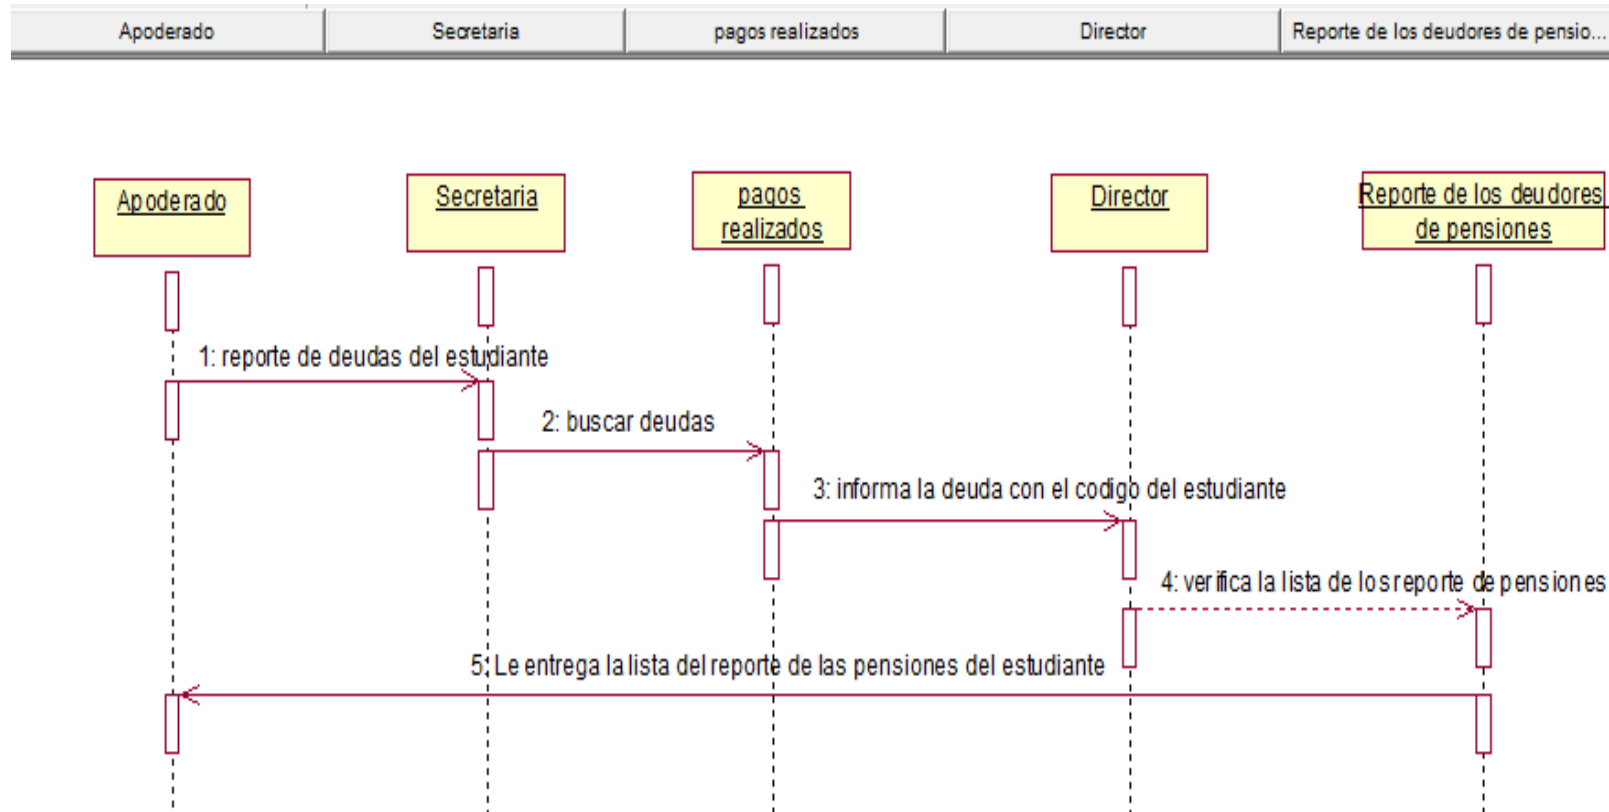 Apoderado
Secretaria
pagos realizados
Director
Reporte de los deudores de pensio...
Apoderado
Secretaria
pagos
realizados
Director
Reporte de los deudores
de pensiones
1: reporte de deudas del estudiante
2: buscar deudas
3: informa la deuda con el codigo del estudiante
4: verifica la lista de los reporte de pensiones
5: Le entrega la lista del reporte de las pensiones del estudiante